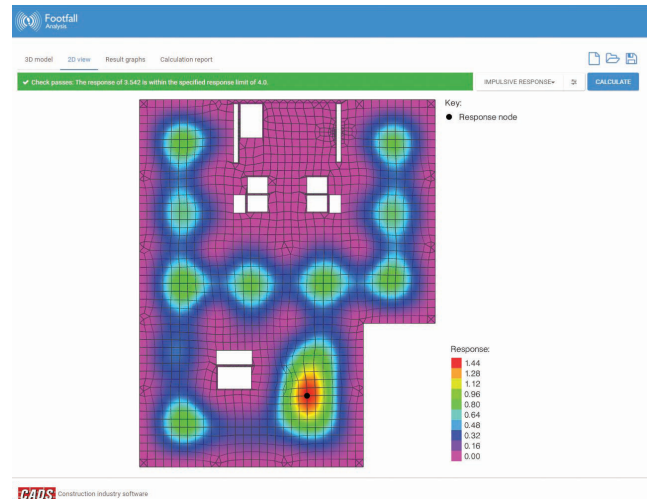 Footfall
Analysis
3D model 2D view Result graphs Calculation report
✔ Check passes: The response of 3.542 is within the specified response limit of 4.0.
IMPULSIVE RESPONSE
CALCULATE
Key:
Response node
Response:
1.44
1.28
1.12
0.96
0.80
0.64
0.48
0.32
0.16
0.00
CADS Construction industry software